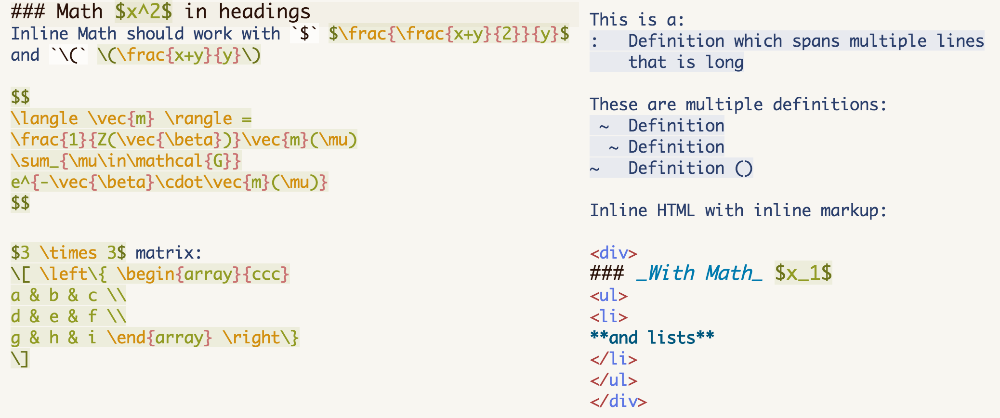 ### Math $x^2$ in headings
Inline Math should work with `$` $\frac{\frac{x+y}{2}}{y}$
and `\(` \(\frac{x+y}{y}\)
$$
\langle \vec{m} \rangle =
\frac{1}{Z(\vec{\beta})}\vec{m}(\mu)
\sum_{\mu\in\mathcal{G}}
e^{-\vec{\beta}\cdot\vec{m}(\mu)}
$$
$3 \times 3$ matrix:
\[ \left\{ \begin{array}{ccc}
a & b & c \\
d & e & f \\
g & h & i \end{array} \right\}
\]
This is a:
:   Definition which spans multiple lines
    that is long
These are multiple definitions:
 ~  Definition
  ~ Definition
~   Definition ()
Inline HTML with inline markup:
<div>
### _With Math_ $x_1$
<ul>
<li>
**and lists**
</li>
</ul>
</div>